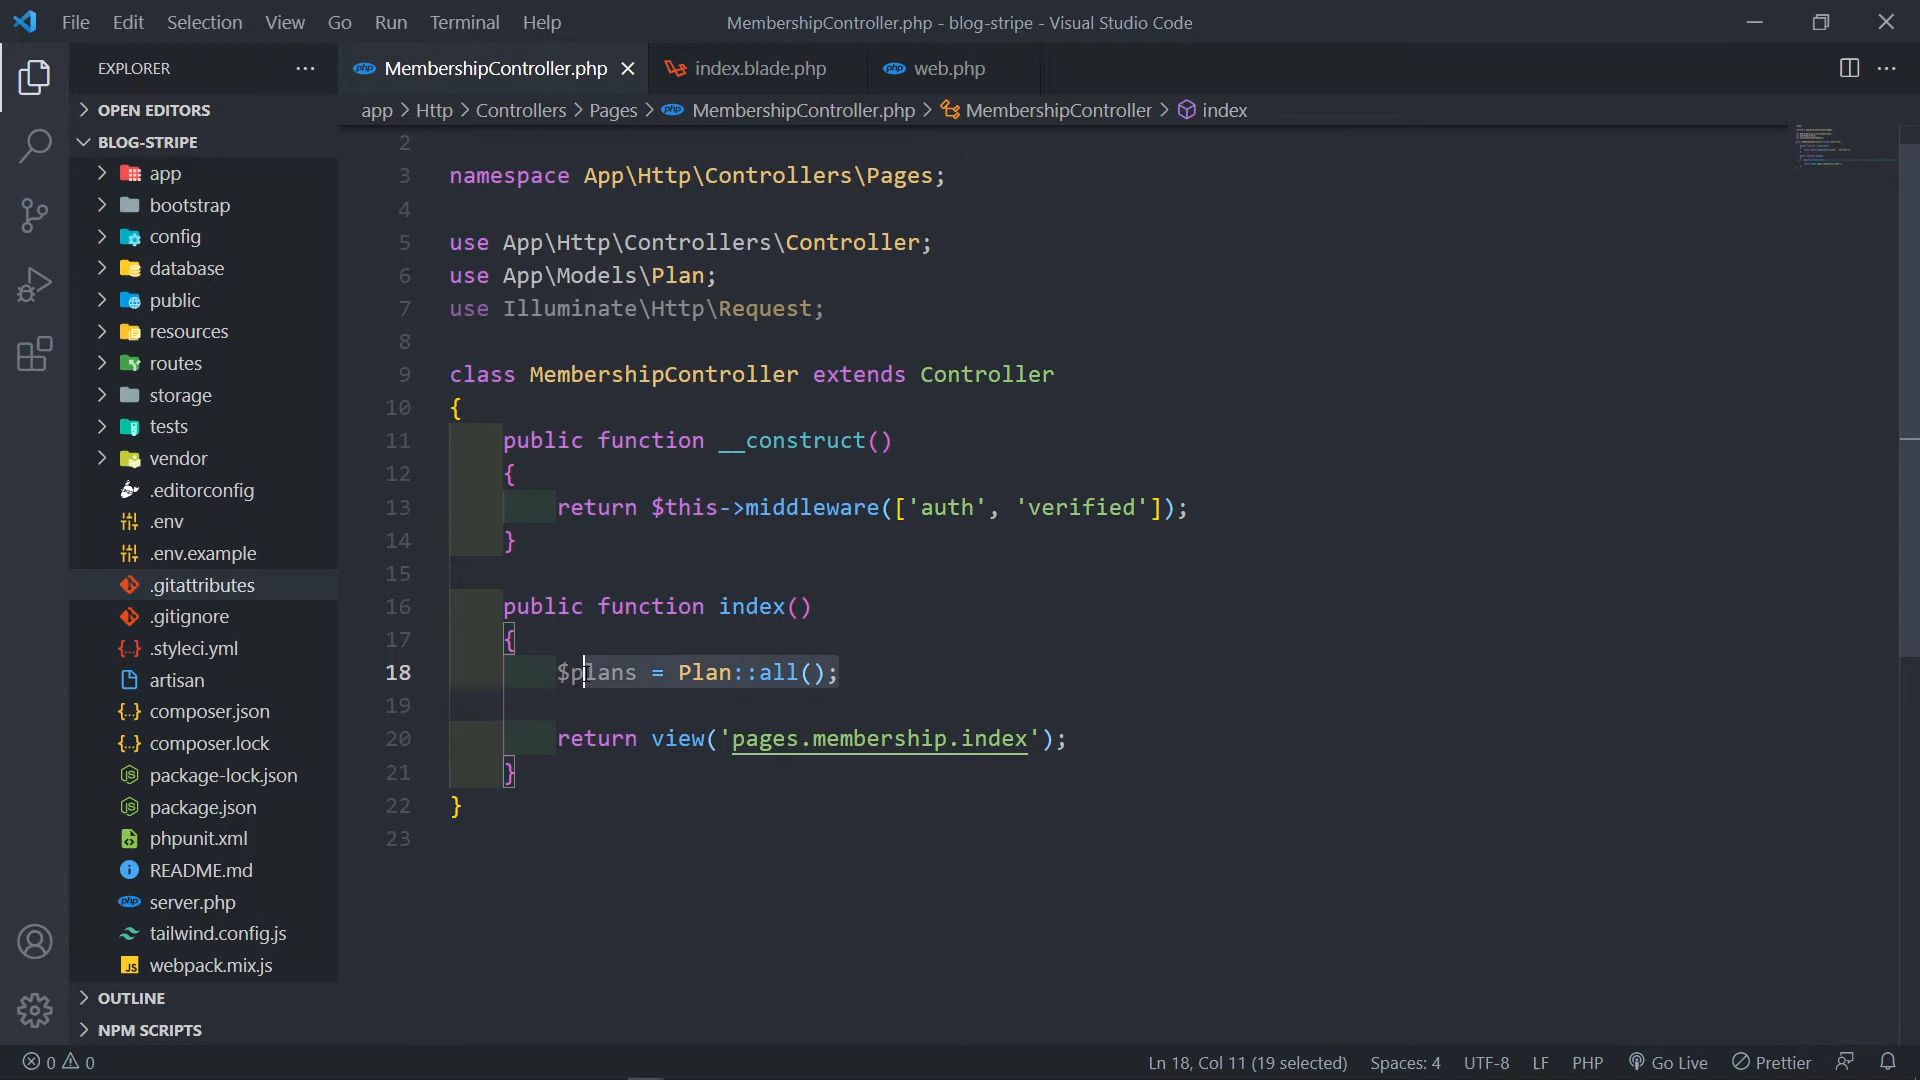 File Edit Selection View Go Run Terminal Help
MembershipController.php - blog-stripe - Visual Studio Code
EXPLORER
MembershipController.php
index.blade.php
web.php
OPEN EDITORS
app > Http > Controllers > Pages > MembershipController.php > MembershipController > index
BLOG-STRIPE
app
bootstrap
config
database
public
resources
routes
storage
tests
vendor
.editorconfig
.env
.env.example
.gitattributes
.gitignore
.styleci.yml
artisan
composer.json
composer.lock
package-lock.json
package.json
phpunit.xml
README.md
server.php
tailwind.config.js
webpack.mix.js
OUTLINE
NPM SCRIPTS
2
3 namespace App\Http\Controllers\Pages;
4
5 use App\Http\Controllers\Controller;
6 use App\Models\Plan;
7 use Illuminate\Http\Request;
8
9 class MembershipController extends Controller
10 {
11 public function __construct()
12 {
13 return $this->middleware(['auth', 'verified']);
14 }
15
16 public function index()
17 {
18 $plans = Plan::all();
19
20 return view('pages.membership.index');
21 }
22 }
23
0 0
Ln 18, Col 11 (19 selected) Spaces: 4 UTF-8 LF PHP Go Live Prettier